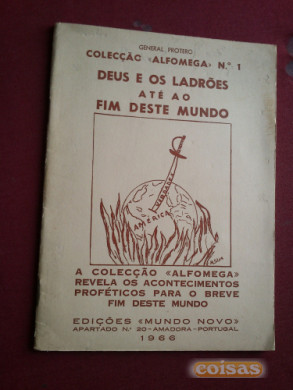 GENERAL PROTERO
COLECÇÃO «ALFOMEGA» N.º 1
DEUS E OS LADRÕES
ATÉ AO
FIM DESTE MUNDO
AMÉRICA
A COLECÇÃO «ALFOMEGA»
REVELA OS ACONTECIMENTOS
PROFÉTICOS PARA O BREVE
FIM DESTE MUNDO
EDIÇÕES «MUNDO NOVO»
APARTADO N.º 20 - AMADORA - PORTUGAL
1966
coisas